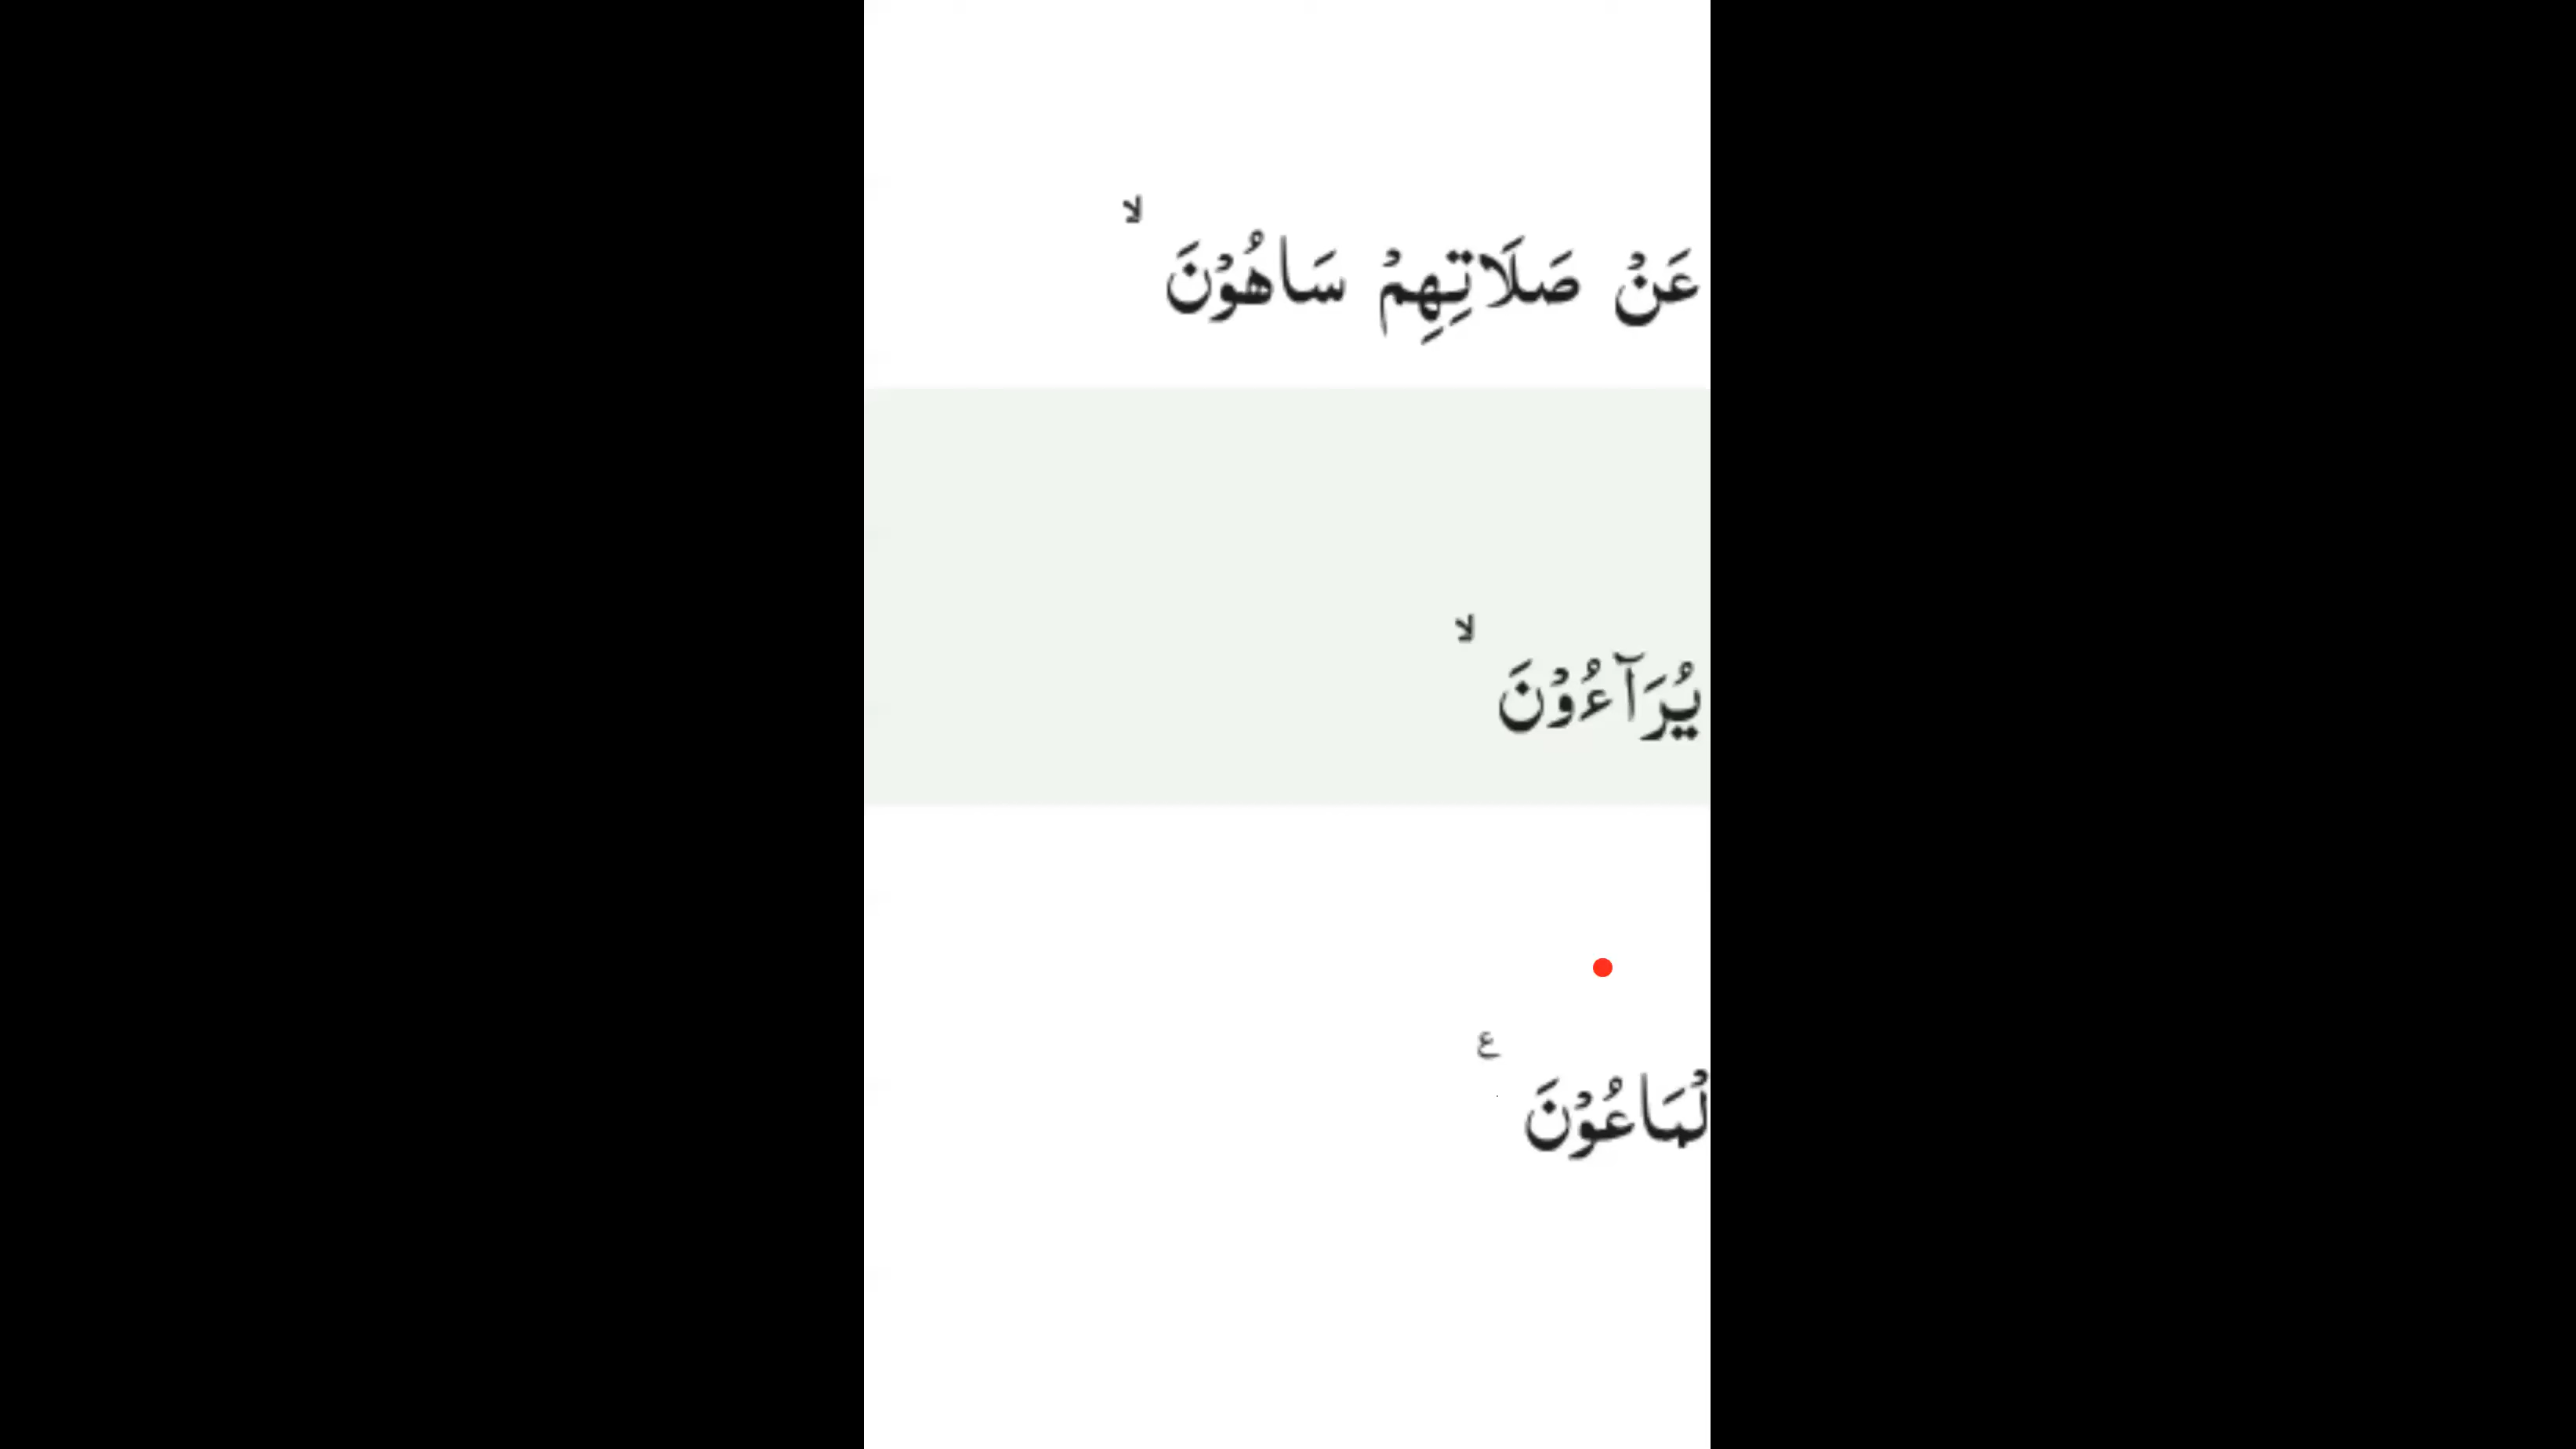 عَنْ صَلَاتِهِمْ سَاهُوْنَ ۙ
يُرَآءُوْنَ ۙ
لْمَاعُوْنَ ࣖ